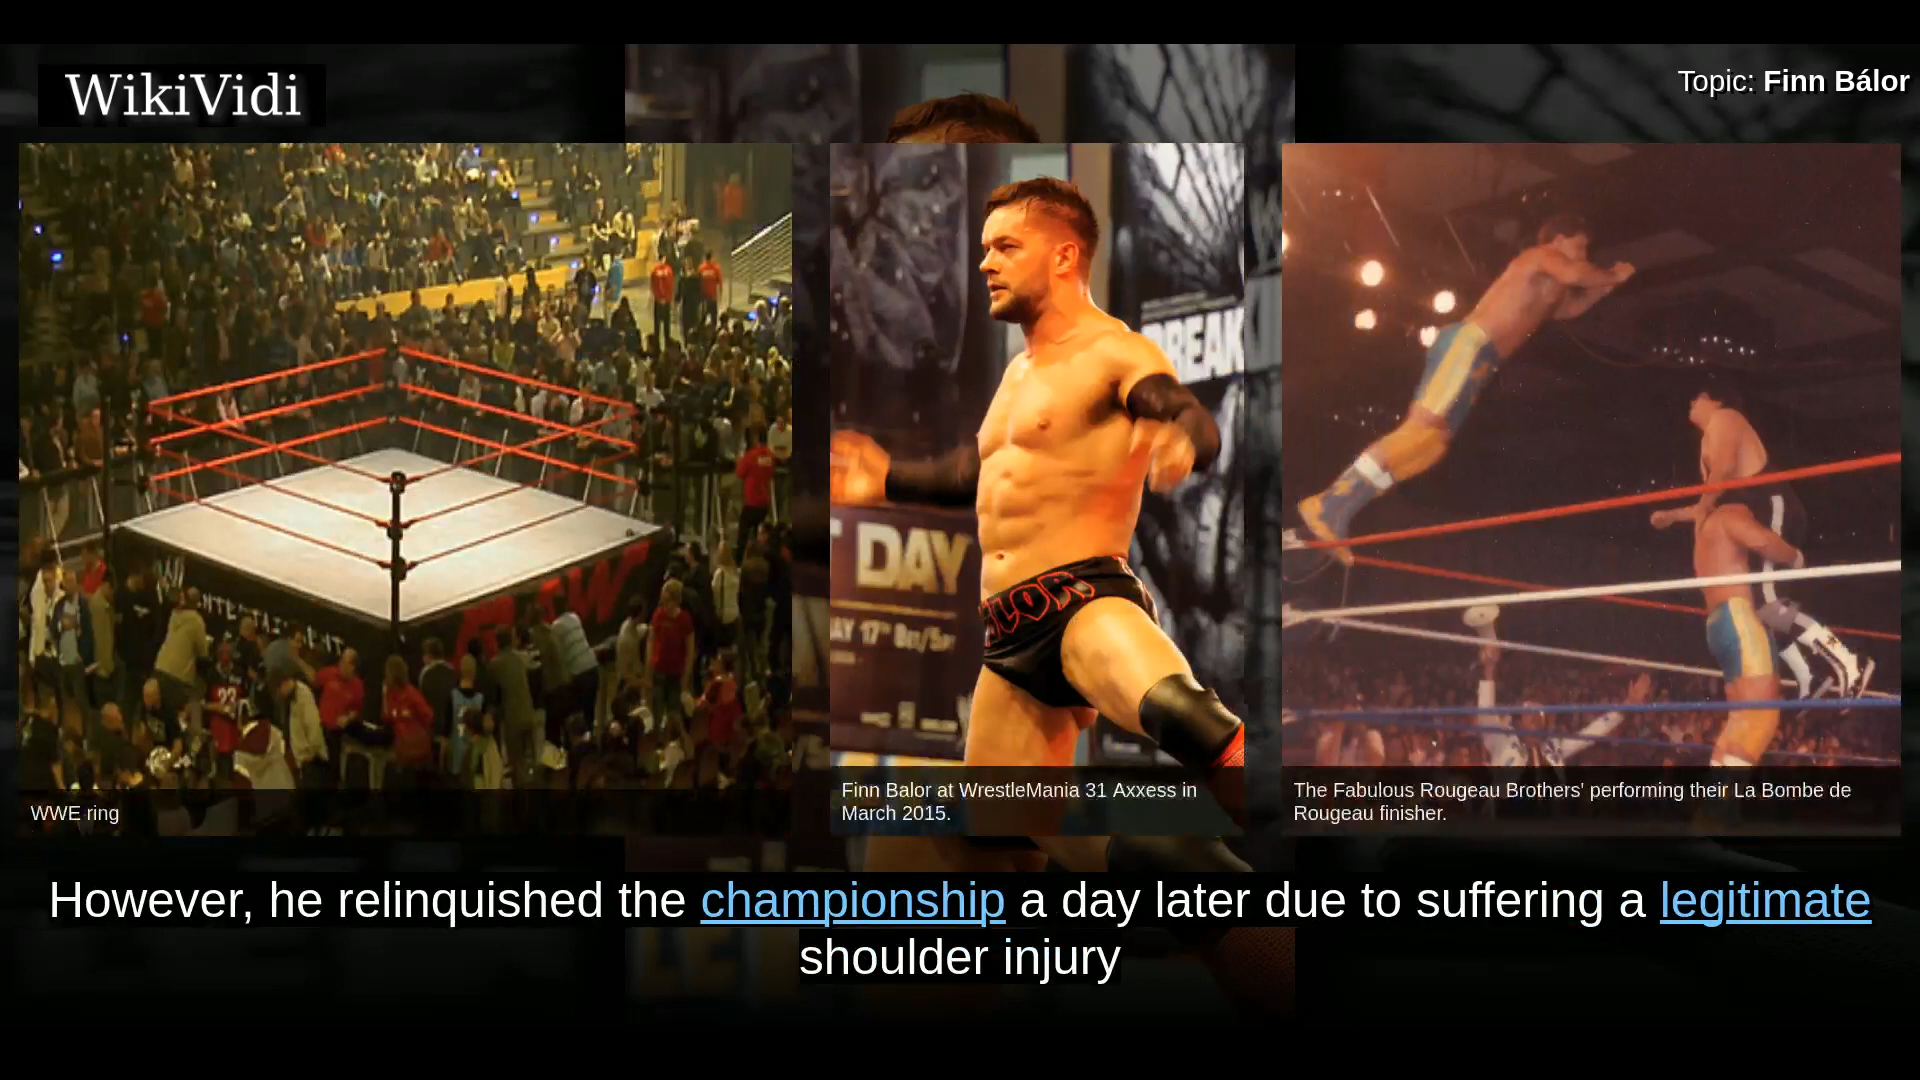 WikiVidi
Topic: Finn Bálor
BREAK
DAY
WWE ring
Finn Balor at WrestleMania 31 Axxess in
March 2015.
The Fabulous Rougeau Brothers' performing their La Bombe de
Rougeau finisher.
However, he relinquished the championship a day later due to suffering a legitimate
shoulder injury